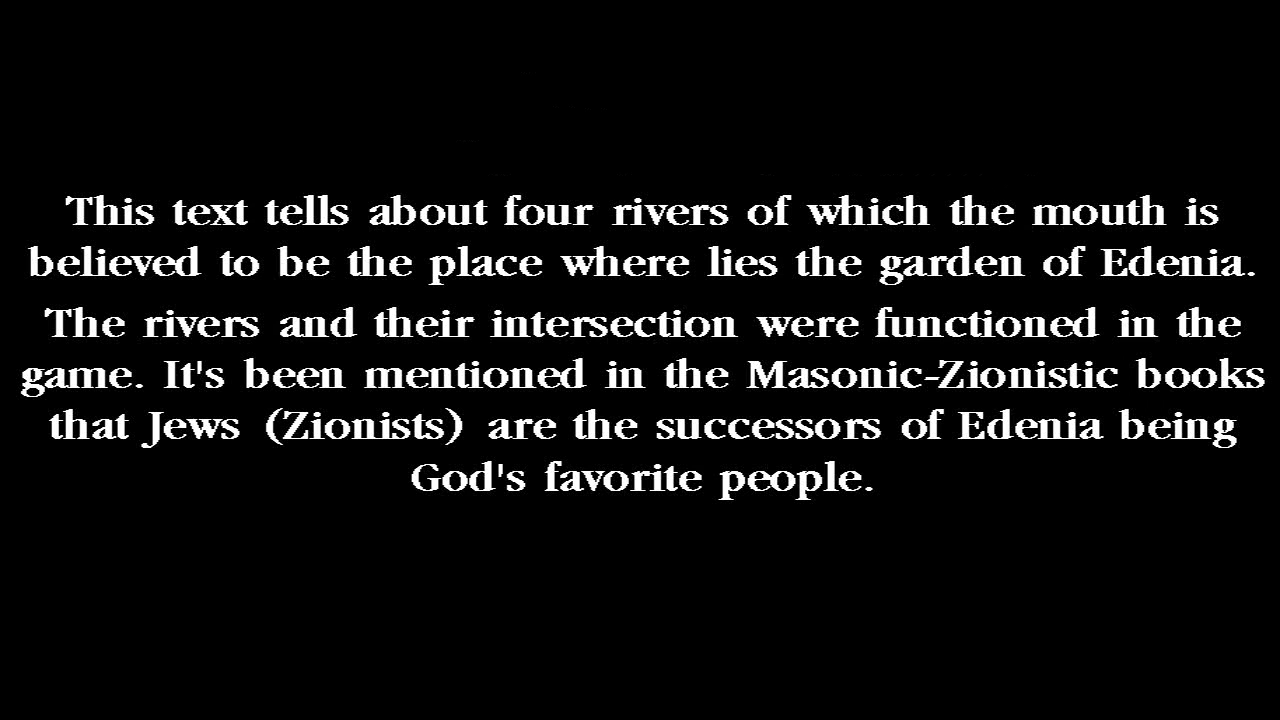 This text tells about four rivers of which the mouth is
believed to be the place where lies the garden of Edenia.
The rivers and their intersection were functioned in the
game. It's been mentioned in the Masonic-Zionistic books
that Jews (Zionists) are the successors of Edenia being
God's favorite people.